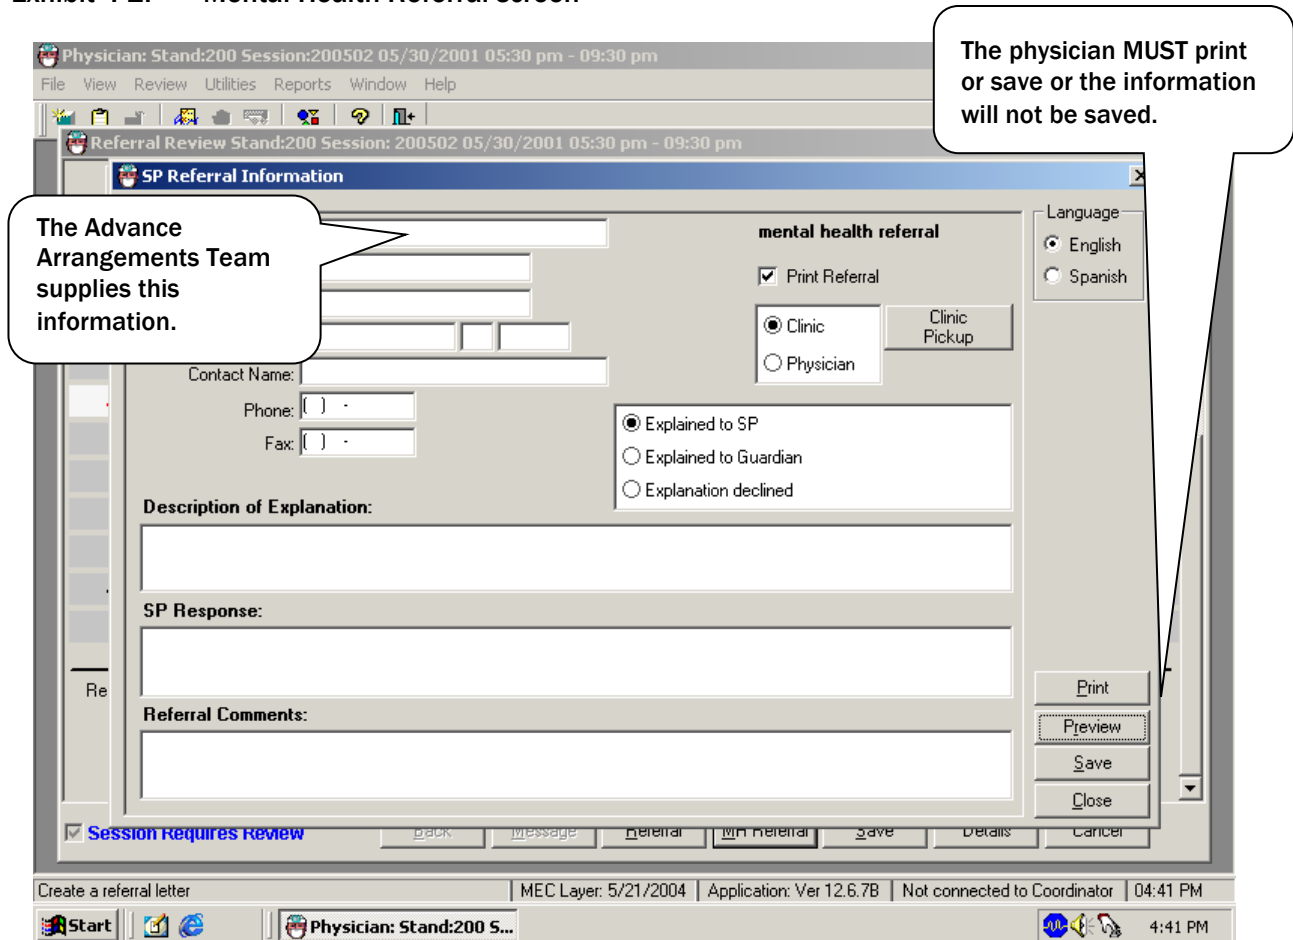 Exhibit 4-2. Mental Health Referral screen
Physician: Stand:200 Session:200502 05/30/2001 05:30 pm - 09:30 pm
File View Review Utilities Reports Window Help
The physician MUST print
or save or the information
will not be saved.
Referral Review Stand:200 Session: 200502 05/30/2001 05:30 pm - 09:30 pm
SP Referral Information
The Advance
Arrangements Team
supplies this
information.
mental health referral
Print Referral
Clinic
Physician
Clinic
Pickup
Language
English
Spanish
Contact Name:
Phone: ( ) -
Fax: ( ) -
Explained to SP
Explained to Guardian
Explanation declined
Description of Explanation:
SP Response:
Re
Referral Comments:
Print
Preview
Save
Close
Session Requires Review Back Message Referral MH Referral Save Details Cancel
Create a referral letter MEC Layer: 5/21/2004 Application: Ver 12.6.7B Not connected to Coordinator 04:41 PM
Start Physician: Stand:200 S... 4:41 PM